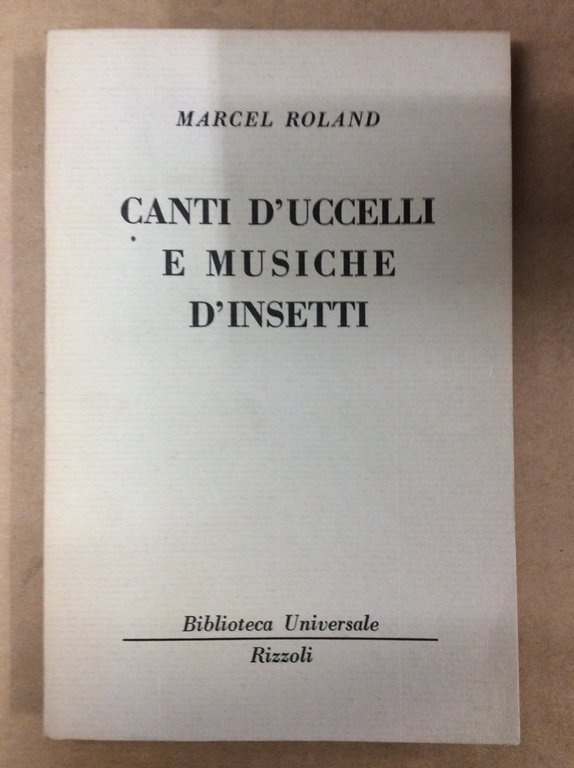 MARCEL ROLAND
CANTI D'UCCELLI
E MUSICHE
D'INSETTI
Biblioteca Universale
Rizzoli